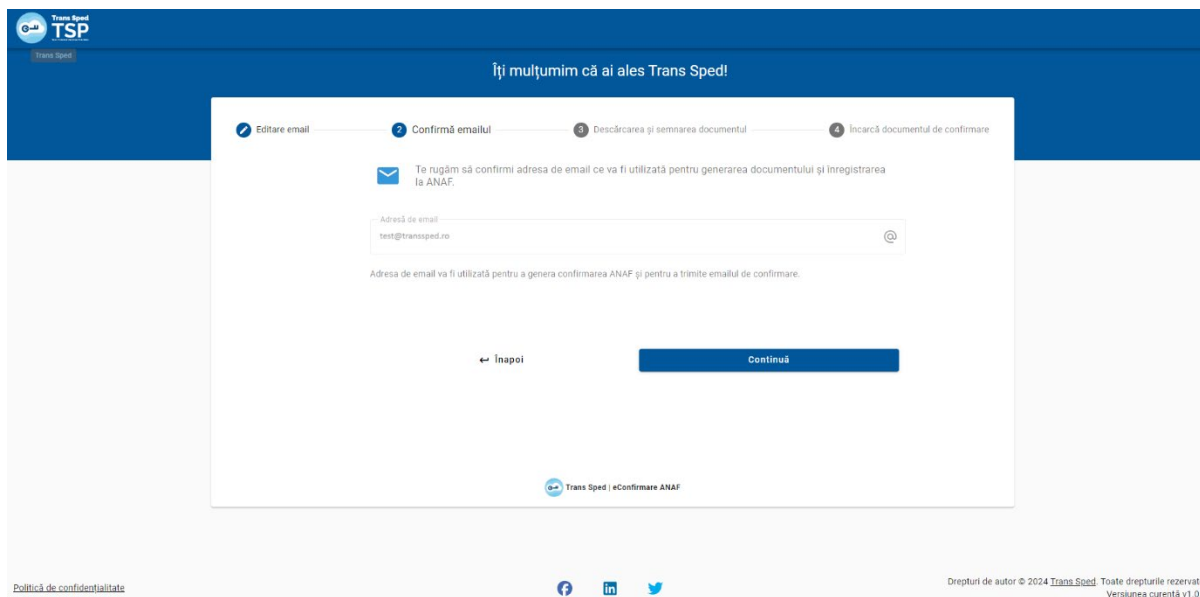 Trans Sped
TSP
Trans Sped
Îți mulțumim că ai ales Trans Sped!
Editare email
2 Confirmă emailul
3 Descărcarea și semnarea documentul
4 Încarcă documentul de confirmare
Te rugăm să confirmi adresa de email ce va fi utilizată pentru generarea documentului și înregistrarea
la ANAF.
Adresă de email
test@transsped.ro
Adresa de email va fi utilizată pentru a genera confirmarea ANAF și pentru a trimite emailul de confirmare.
Înapoi
Continuă
Trans Sped | eConfirmare ANAF
Politică de confidențialitate
Drepturi de autor © 2024 Trans Sped. Toate drepturile rezervat
Versiunea curentă v1.0